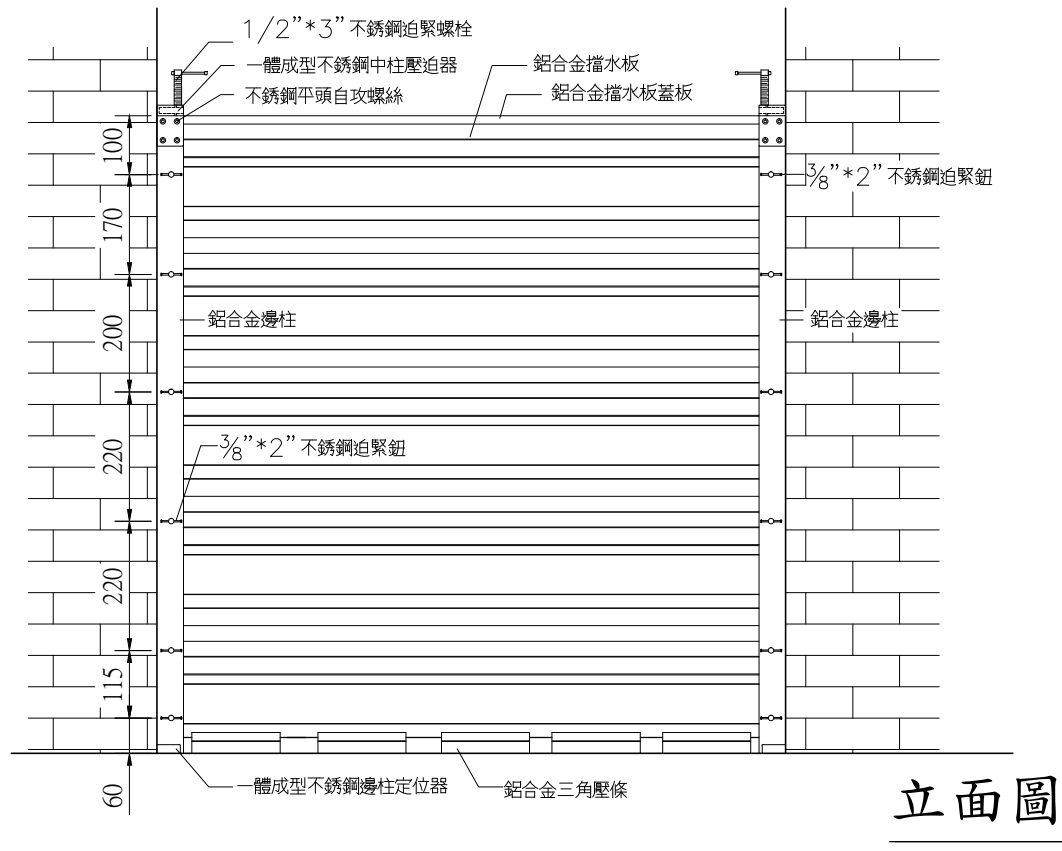 1/2”*3” 不銹鋼迫緊螺栓
一體成型不銹鋼中柱壓迫器
不銹鋼平頭自攻螺絲
鋁合金擋水板
鋁合金擋水板蓋板
3/8”*2” 不銹鋼迫緊鈕
100
170
200
220
220
115
60
鋁合金邊柱
鋁合金邊柱
3/8”*2” 不銹鋼迫緊鈕
一體成型不銹鋼邊柱定位器
鋁合金三角壓條
立面圖